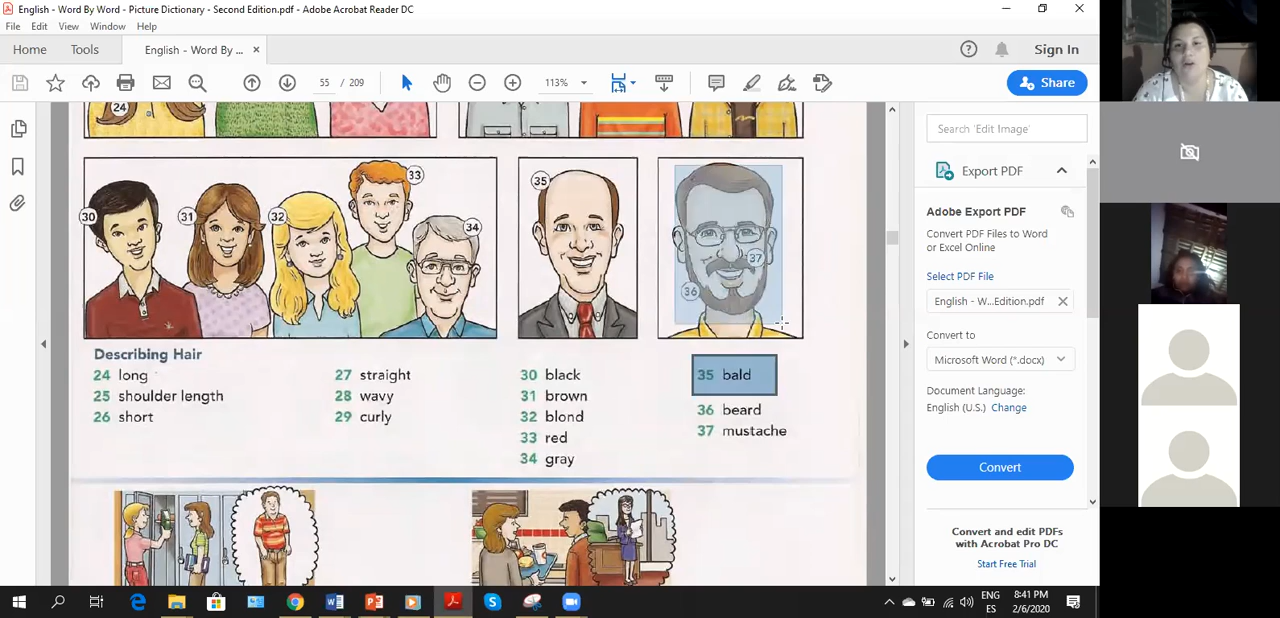 English - Word By Word - Picture Dictionary - Second Edition.pdf - Adobe Acrobat Reader DC
File Edit View Window Help
Home Tools English - Word By ... × Sign In
55 / 209 113% Share
24
30 31 32 33 34 35 36 37
Describing Hair
24 long 27 straight 30 black 35 bald
25 shoulder length 28 wavy 31 brown 36 beard
26 short 29 curly 32 blond 37 mustache
33 red
34 gray
Search 'Edit Image'
Export PDF
Adobe Export PDF
Convert PDF Files to Word
or Excel Online
Select PDF File
English - W...Edition.pdf
Convert to
Microsoft Word (*.docx)
Document Language:
English (U.S.) Change
Convert
Convert and edit PDFs
with Acrobat Pro DC
Start Free Trial
ENG 8:41 PM
ES 2/6/2020